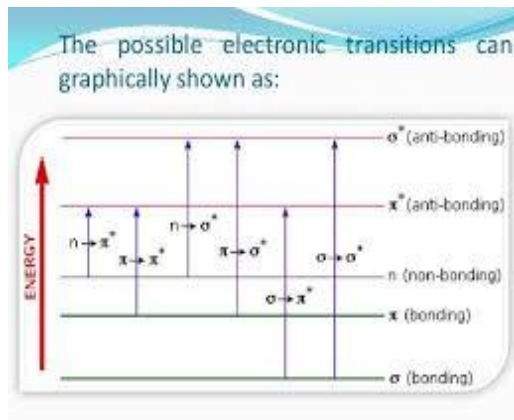 The possible electronic transitions can
graphically shown as:
σ* (anti-bonding)
π* (anti-bonding)
n→σ*
n→π*
π→π*
π→σ*
σ→σ*
n (non-bonding)
σ→π*
π (bonding)
σ (bonding)
ENERGY